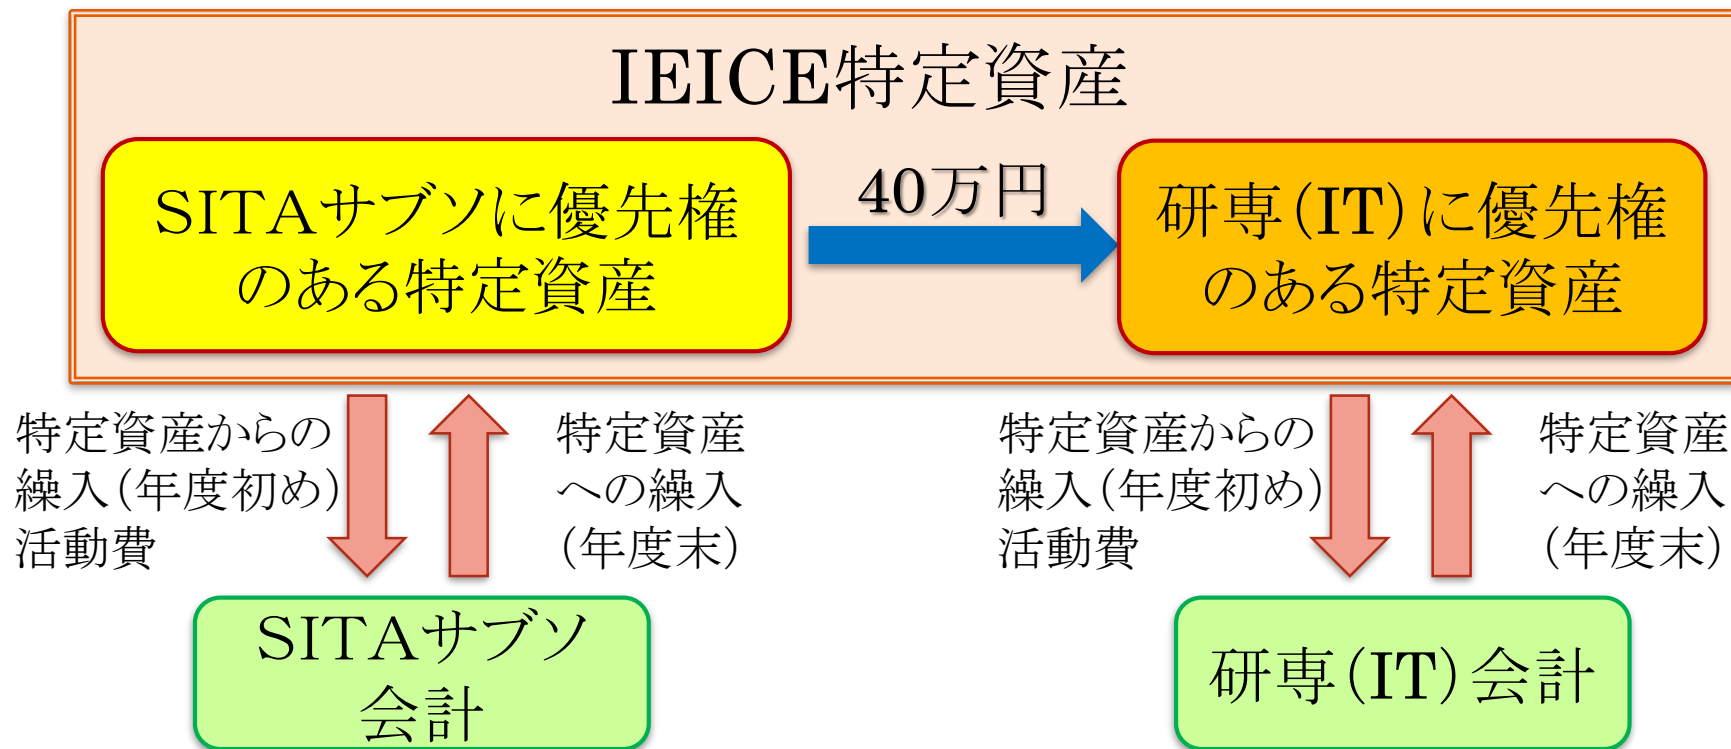 IEICE特定資産
SITAサブソに優先権
のある特定資産
40万円
研専(IT)に優先権
のある特定資産
特定資産からの
繰入(年度初め)
活動費
特定資産
への繰入
(年度末)
特定資産からの
繰入(年度初め)
活動費
特定資産
への繰入
(年度末)
SITAサブソ
会計
研専(IT)会計